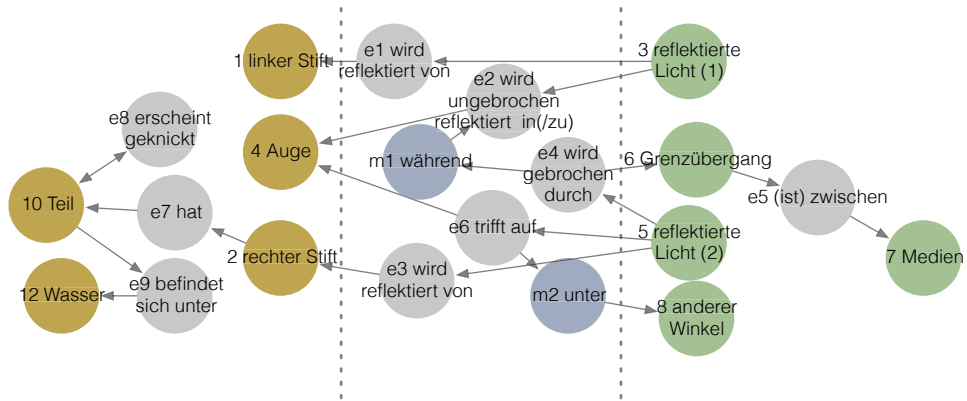 1 linker Stift
e1 wird
reflektiert von
3 reflektierte
Licht (1)
e2 wird
ungebrochen
reflektiert in(/zu)
e8 erscheint
geknickt
4 Auge
m1 während
e4 wird
gebrochen
durch
6 Grenzübergang
e5 (ist) zwischen
10 Teil
e7 hat
e6 trifft auf
5 reflektierte
Licht (2)
2 rechter Stift
7 Medien
e3 wird
reflektiert von
12 Wasser
e9 befindet
sich unter
m2 unter
8 anderer
Winkel